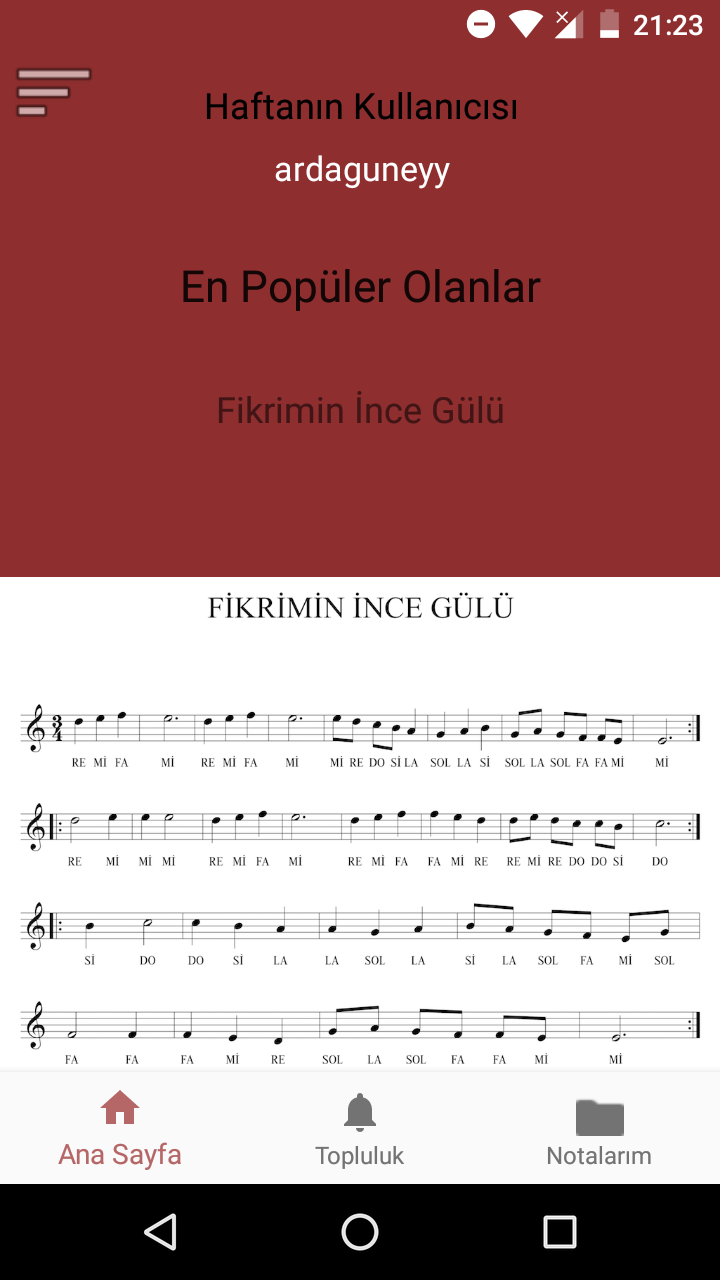 21:23
Haftanın Kullanıcısı
ardaguneyy
En Popüler Olanlar
Fikrimin İnce Gülü
FİKRİMİN İNCE GÜLÜ
3
4
RE Mİ FA Mİ RE Mİ FA Mİ Mİ RE DO Sİ LA SOL LA Sİ SOL LA SOL FA FA Mİ Mİ
RE Mİ Mİ Mİ RE Mİ FA Mİ RE Mİ FA FA Mİ RE RE Mİ RE DO DO Sİ DO
Sİ DO DO Sİ LA LA SOL LA Sİ LA SOL FA Mİ SOL
FA FA FA Mİ RE SOL LA SOL FA FA Mİ Mİ
Ana Sayfa Topluluk Notalarım